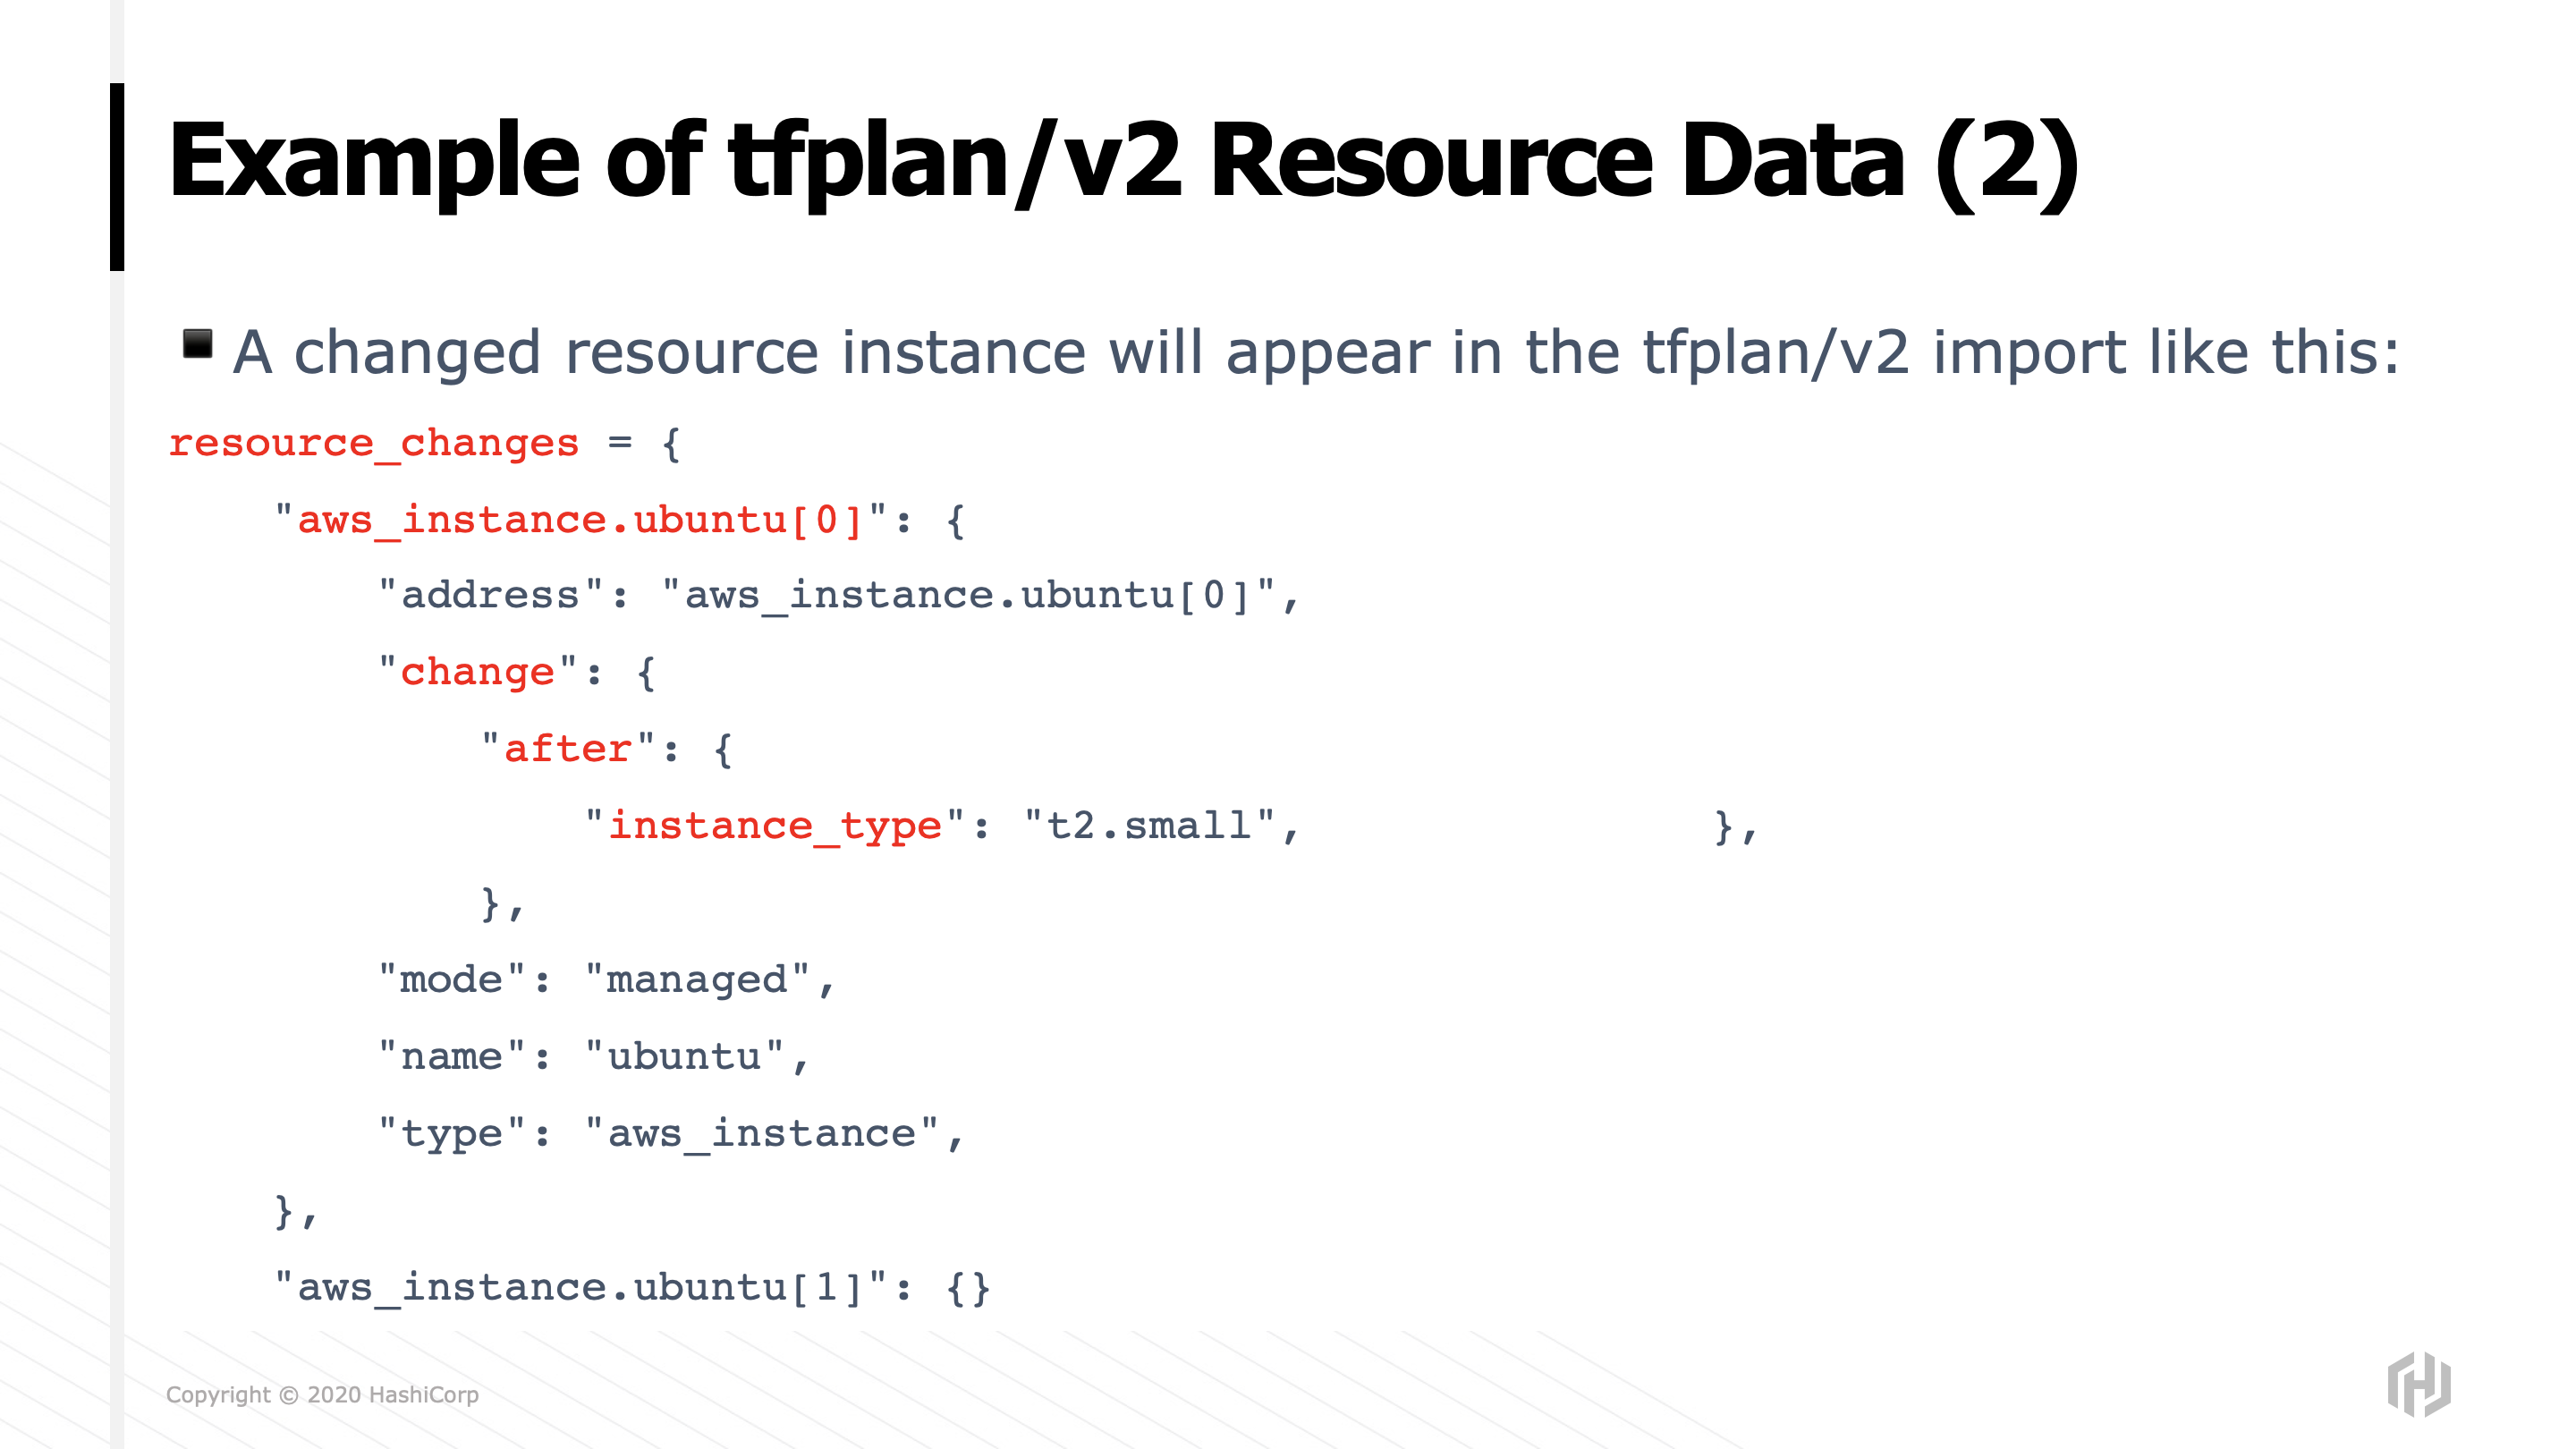 Example of tfplan/v2 Resource Data (2)
▪ A changed resource instance will appear in the tfplan/v2 import like this:
resource_changes = {
    "aws_instance.ubuntu[0]": {
        "address": "aws_instance.ubuntu[0]",
        "change": {
            "after": {
                "instance_type": "t2.small",                },
            },
        "mode": "managed",
        "name": "ubuntu",
        "type": "aws_instance",
    },
    "aws_instance.ubuntu[1]": {}
Copyright © 2020 HashiCorp